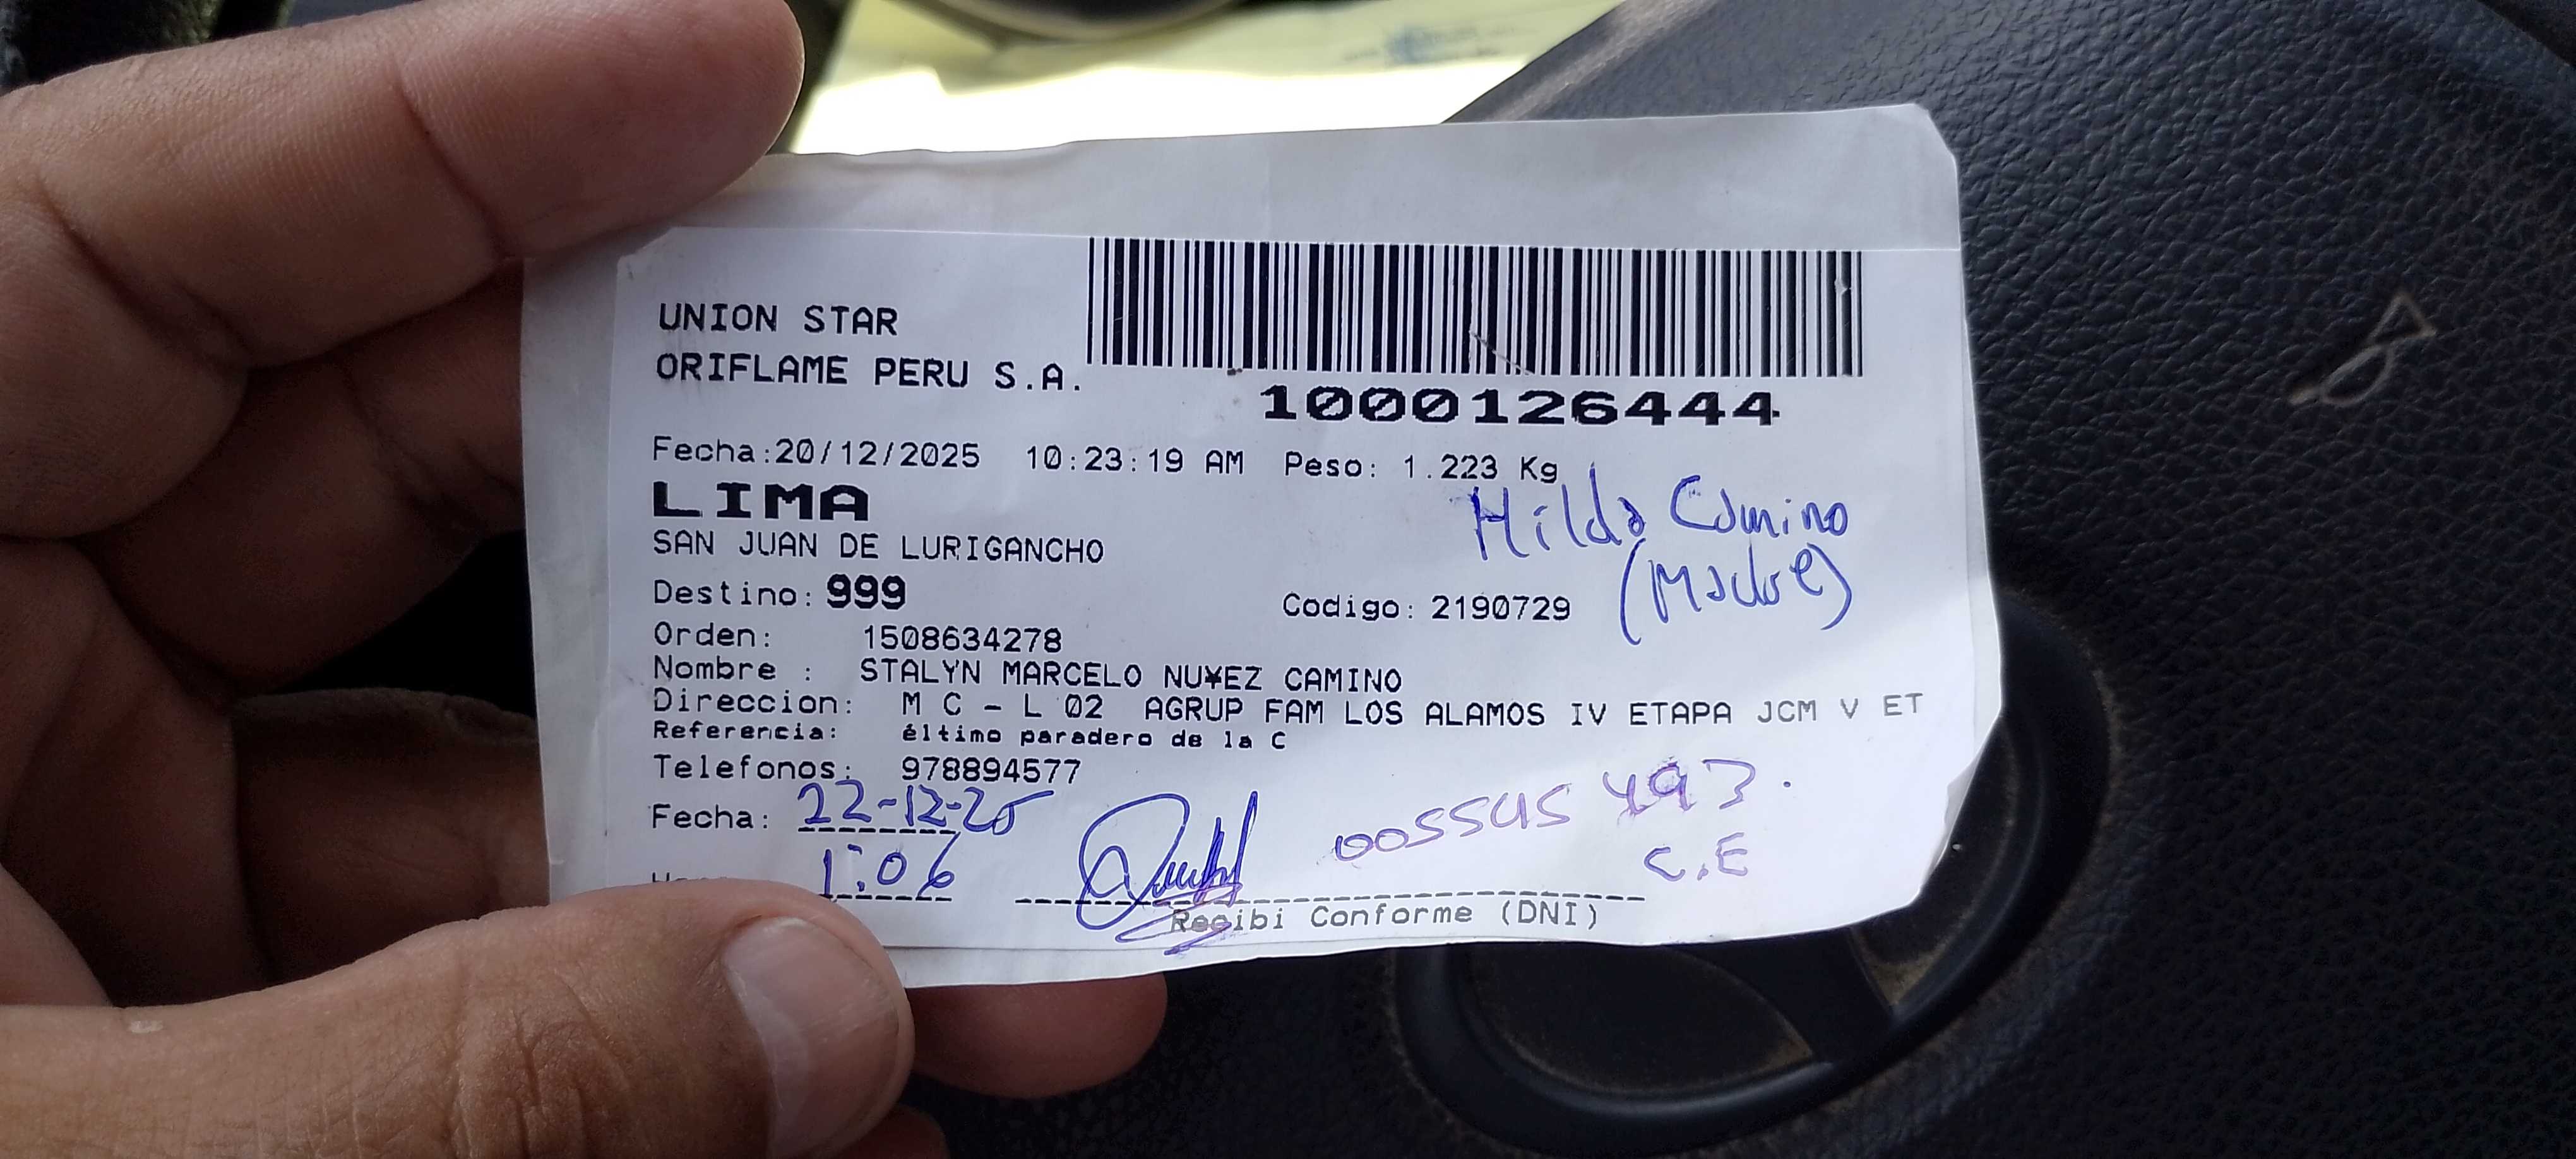 UNION STAR
ORIFLAME PERU S.A.
1000126444
Fecha:20/12/2025 10:23:19 AM Peso: 1.223 Kg
LIMA
Hilda Camino
SAN JUAN DE LURIGANCHO
(Madre)
Destino: 999 Codigo: 2190729
Orden: 1508634278
Nombre : STALYN MARCELO NU¥EZ CAMINO
Direccion: M C - L 02 AGRUP FAM LOS ALAMOS IV ETAPA JCM V ET
Referencia: éltimo paradero de la C
Telefonos: 978894577
Fecha: 22-12-25
1:06
C.E
Recibi Conforme (DNI)